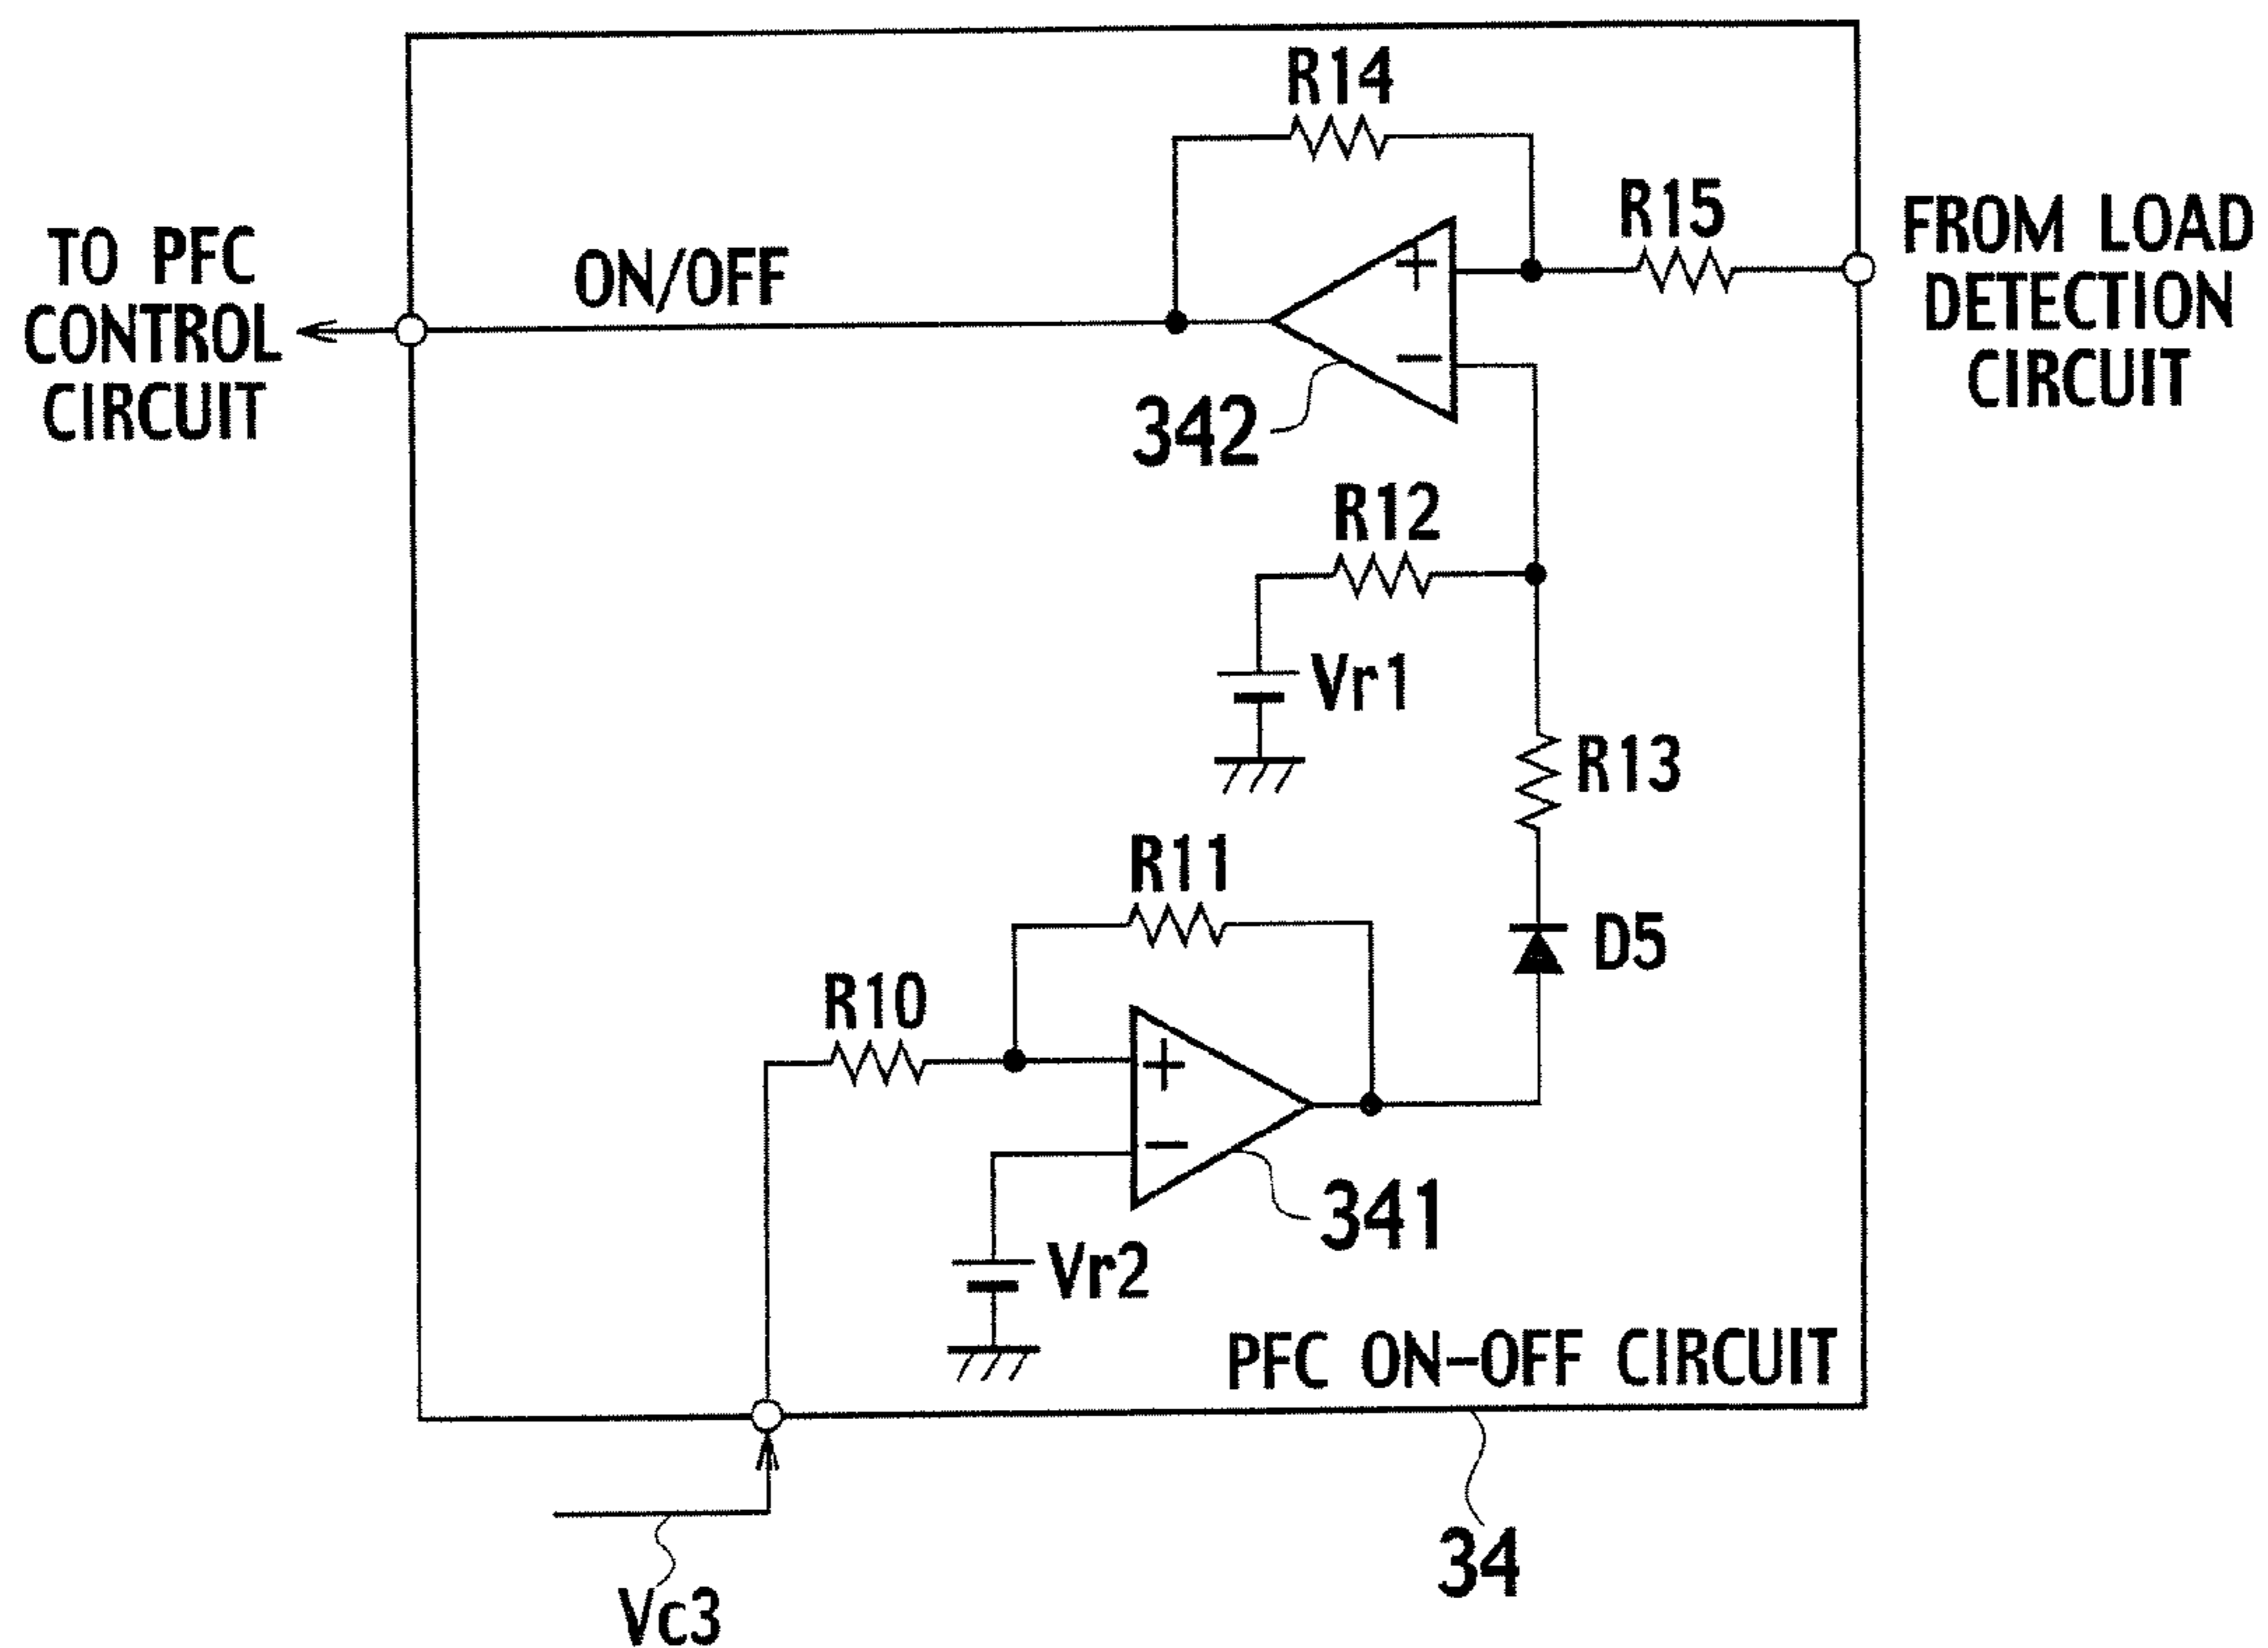 R14
R15
FROM LOAD
DETECTION
CIRCUIT
TO PFC
CONTROL
CIRCUIT
ON/OFF
+
−
342
R12
Vr1
R13
R11
D5
R10
+
−
341
Vr2
PFC ON-OFF CIRCUIT
34
Vc3